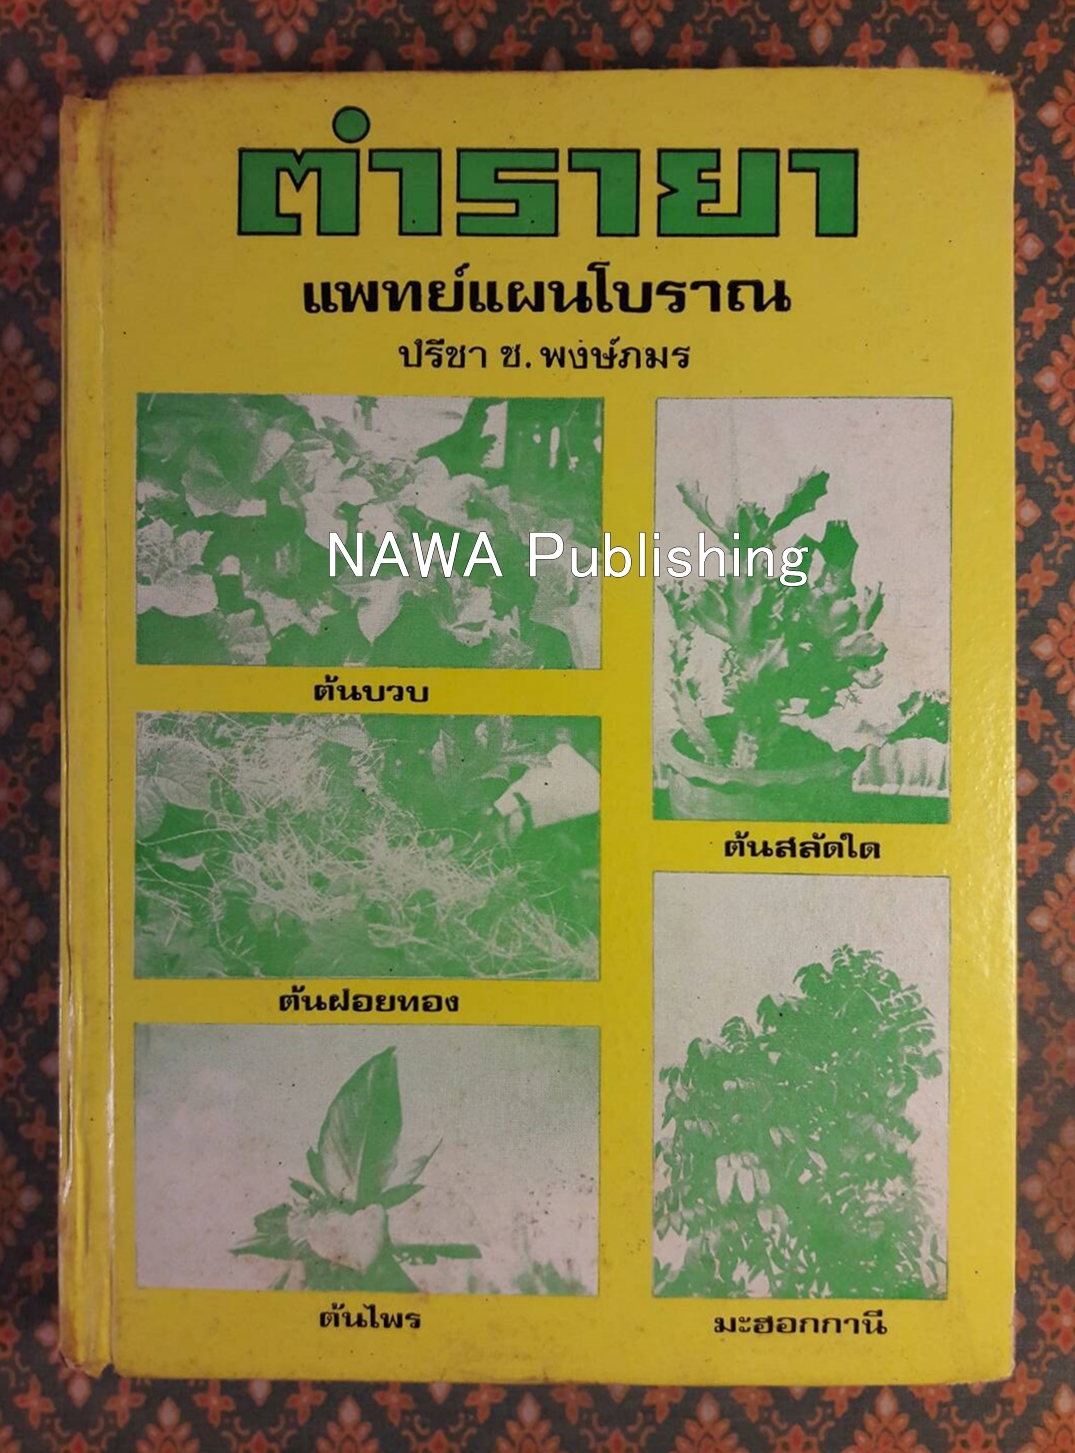 ตำรายา
แพทย์แผนโบราณ
ปรีชา ช. พงษ์ภมร
NAWA Publishing
ต้นบวบ
ต้นสลัดใด
ต้นฝอยทอง
ต้นไพร
มะฮอกกานี